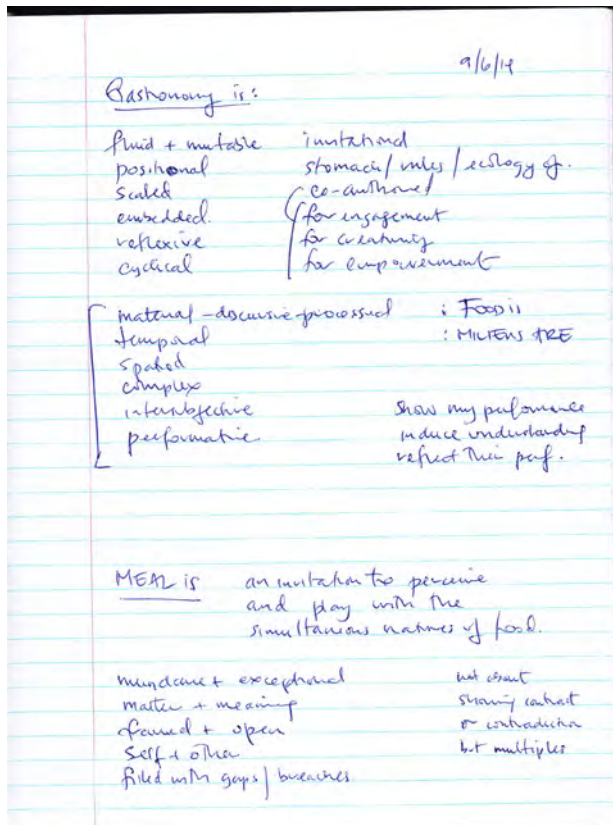 9/6/14
Gastronomy is:
fluid + mutable invitational
positional stomach / rules / ecology of.
scaled co-authored
embedded. for engagement
reflexive for creativity
cyclical for empowerment
material-discursive-processual : FOOD is
temporal : MILIEUS ARE
spatial
complex
intersubjective show my performance
performative induce understanding
reflect their perf.
MEAL is an invitation to perceive
and play with the
simultanious natures of food.
mundane + exceptional not about
matter + meaning showing contrast
framed + open or contradiction
self + other but multiples
filled with gaps / breaches